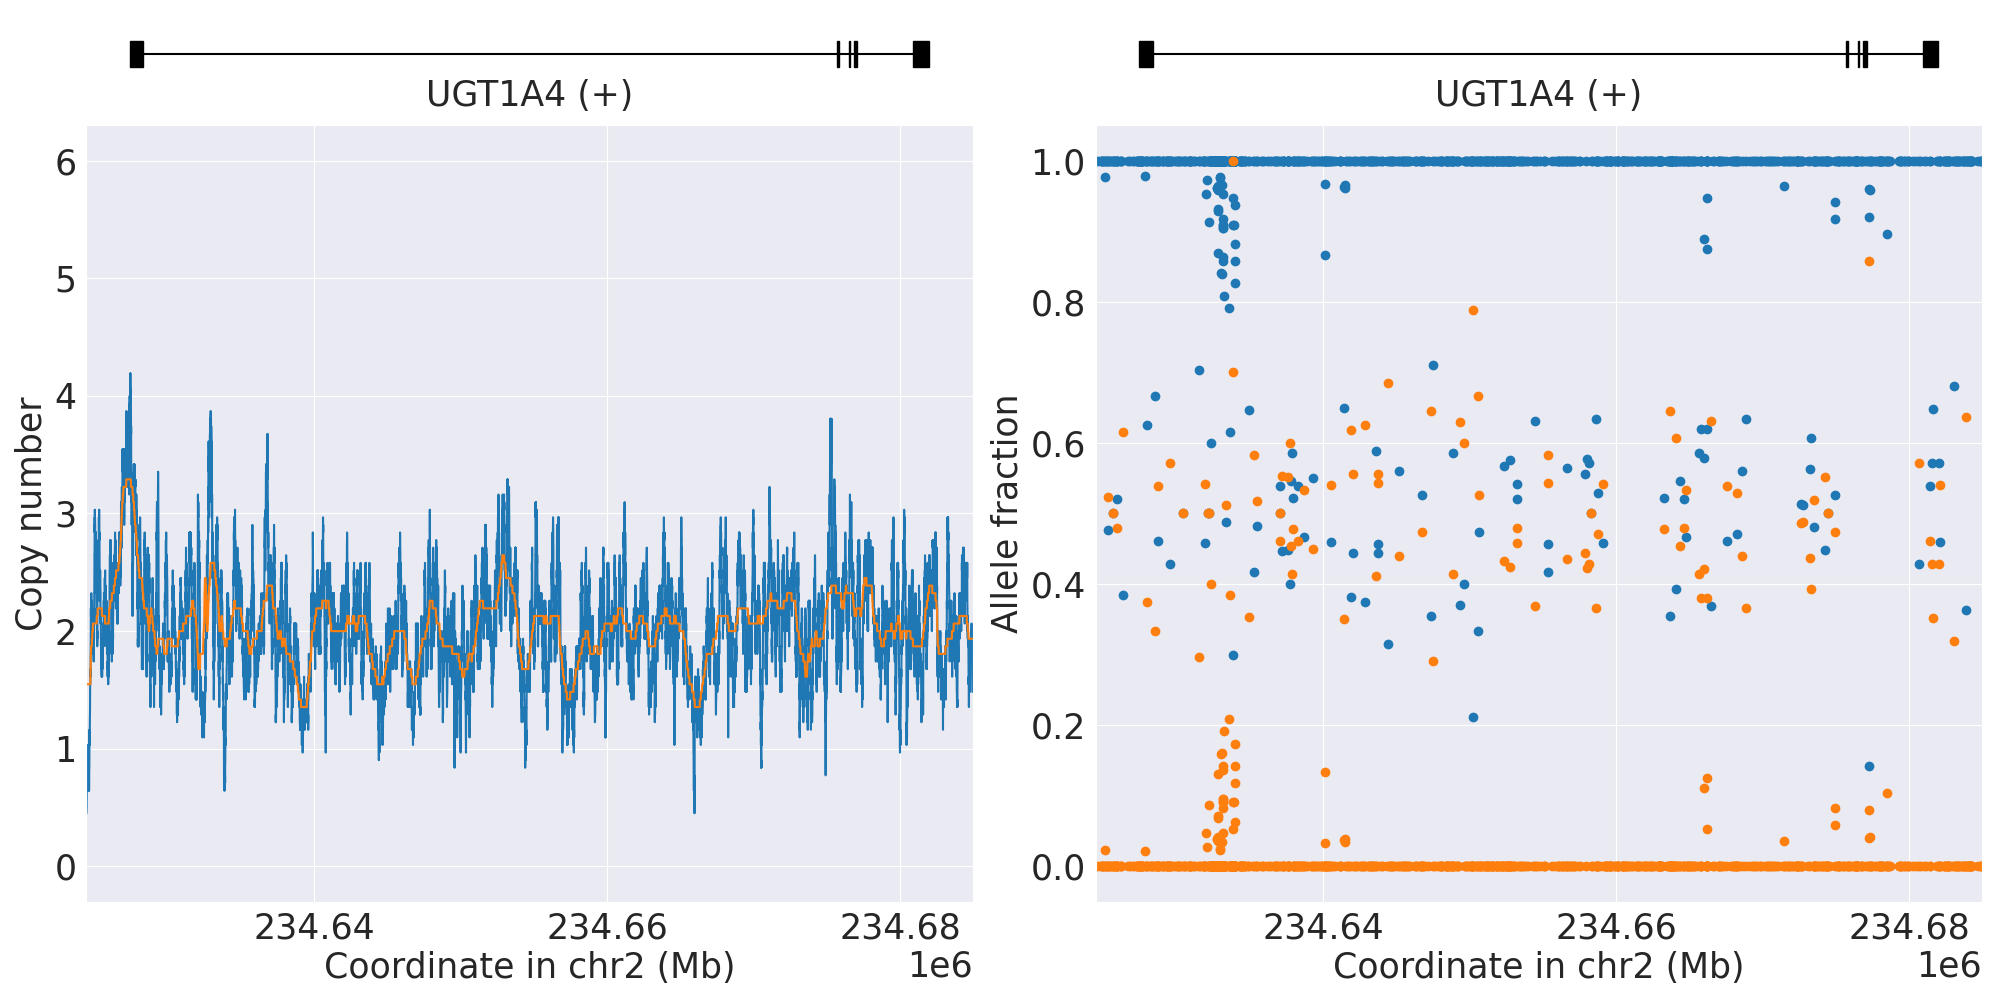 UGT1A4 (+)
6
5
4
3
2
1
0
Copy number
234.64
234.66
234.68
Coordinate in chr2 (Mb)
1e6
UGT1A4 (+)
1.0
0.8
0.6
0.4
0.2
0.0
Allele fraction
234.64
234.66
234.68
Coordinate in chr2 (Mb)
1e6